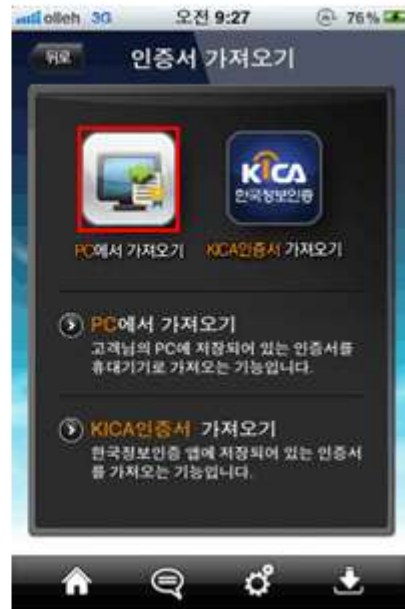 olleh 3G 오전 9:27 76%
뒤로 인증서 가져오기
KICA
한국정보인증
PC에서 가져오기 KICA인증서 가져오기
PC에서 가져오기
고객님의 PC에 저장되어 있는 인증서를
휴대기기로 가져오는 기능입니다.
KICA인증서 가져오기
한국정보인증 앱에 저장되어 있는 인증서
를 가져오는 기능입니다.